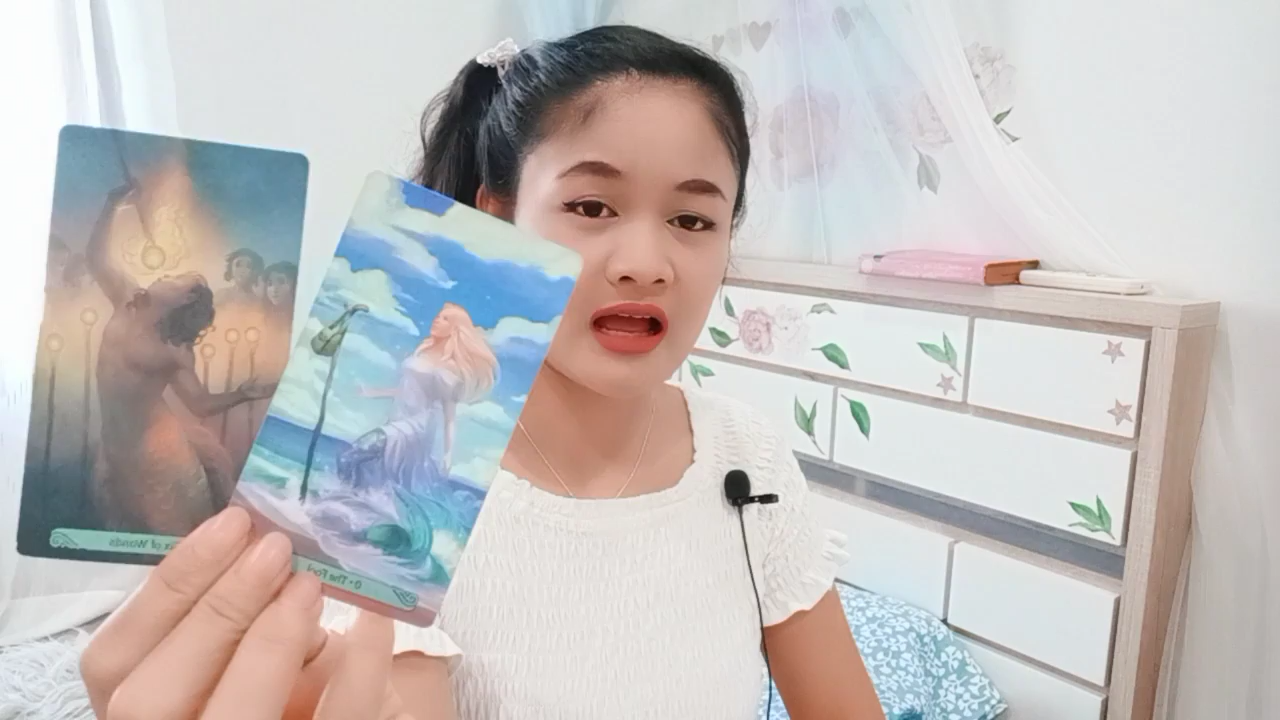 of Wands
0 • The Fool